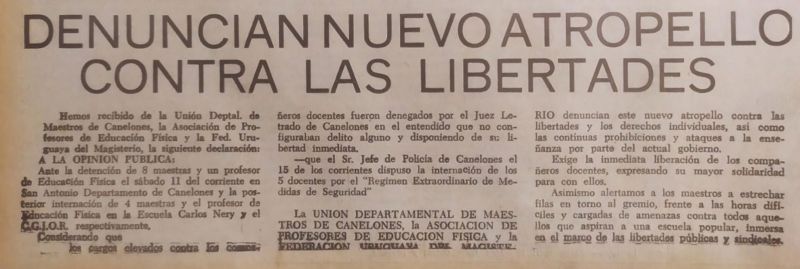 DENUNCIAN NUEVO ATROPELLO
CONTRA LAS LIBERTADES
Hemos recibido de la Unión Deptal. de
Maestros de Canelones, la Asociación de Pro-
fesores de Educación Física y la Fed. Uru-
guaya del Magisterio, la siguiente declaración:
A LA OPINION PUBLICA:
Ante la detención de 8 maestras y un profesor
de Educación Física el sábado 11 del corriente en
San Antonio Departamento de Canelones y la pos-
terior internación de 4 maestras y el profesor de
Educación Física en la Escuela Carlos Nery y el
C.G.I.O.R. respectivamente,
Considerando que
los cargos elevados contra los compa-
ñeros docentes fueron denegados por el Juez Le-
trado de Canelones en el entendido que no con-
figuraban delito alguno y disponiendo de su li-
bertad inmediata.
—que el Sr. Jefe de Policía de Canelones el
15 de los corrientes dispuso la internación de los
5 docentes por el "Regimen Extraordinario de Me-
didas de Seguridad"
La UNION DEPARTAMENTAL DE MAES-
TROS DE CANELONES, la ASOCIACION DE
PROFESORES DE EDUCACION FISICA y la
FEDERACION URUGUAYA DEL MAGISTE-
RIO denuncian este nuevo atropello contra las
libertades y los derechos individuales, así como
las continuas prohibiciones y ataques a la ense-
ñanza por parte del actual gobierno.
Exige la inmediata liberación de los compa-
ñeros docentes, expresando su mayor solidaridad
para con ellos.
Asimismo alertamos a los maestros a estrechar
filas en torno al gremio, frente a las horas difí-
ciles y cargadas de amenazas contra todos aque-
llos que aspiran a una escuela popular, inmersa
en el marco de las libertades públicas y sindicales.